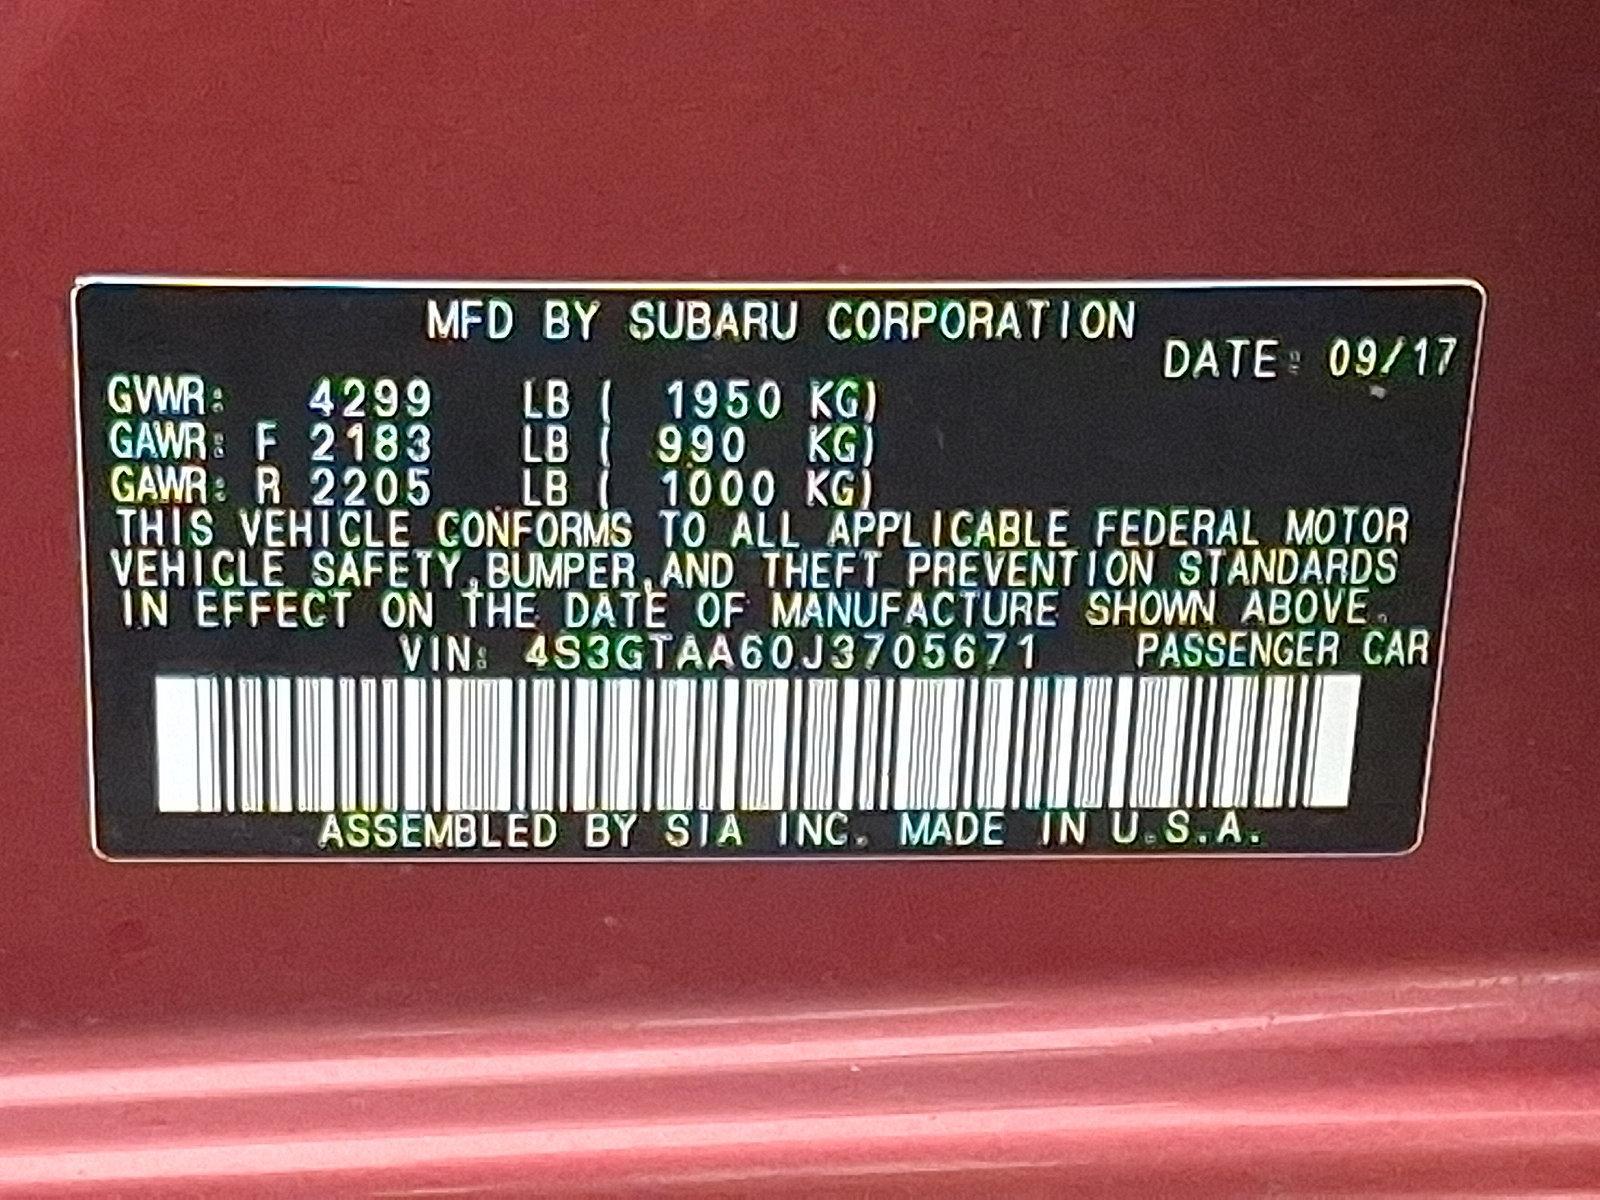 MFD BY SUBARU CORPORATION
DATE: 09/17
GVWR: 4299 LB ( 1950 KG)
GAWR: F 2183 LB ( 990 KG)
GAWR: R 2205 LB ( 1000 KG)
THIS VEHICLE CONFORMS TO ALL APPLICABLE FEDERAL MOTOR
VEHICLE SAFETY,BUMPER,AND THEFT PREVENTION STANDARDS
IN EFFECT ON THE DATE OF MANUFACTURE SHOWN ABOVE.
VIN: 4S3GTAA60J3705671 PASSENGER CAR
ASSEMBLED BY SIA INC. MADE IN U.S.A.